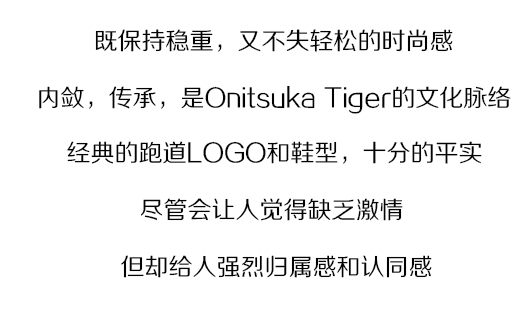 既保持稳重，又不失轻松的时尚感
内敛，传承，是Onitsuka Tiger的文化脉络
经典的跑道LOGO和鞋型，十分的平实
尽管会让人觉得缺乏激情
但却给人强烈归属感和认同感